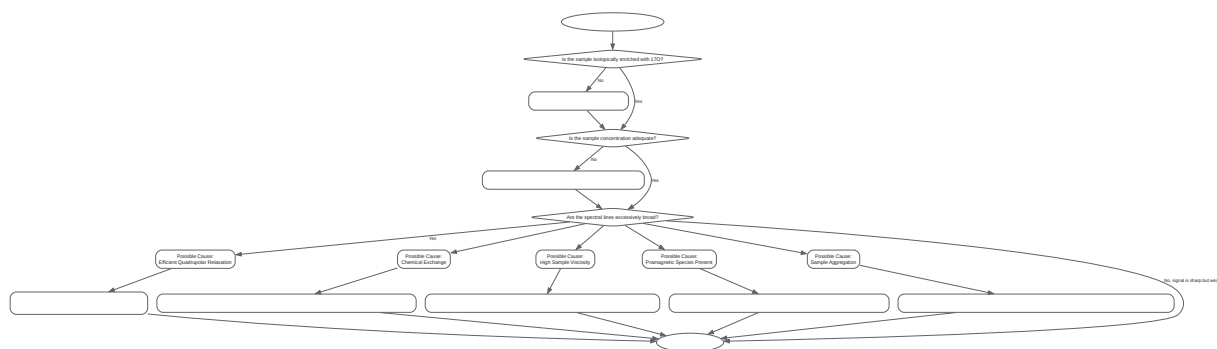 Is the sample isotopically enriched with 17O?
No
Yes
Is the sample concentration adequate?
No
Yes
Are the spectral lines excessively broad?
Yes
Possible Cause:
Efficient Quadrupolar Relaxation
Possible Cause:
Chemical Exchange
Possible Cause:
High Sample Viscosity
Possible Cause:
Pramagnetic Species Present
Possible Cause:
Sample Aggregation
No, signal is sharp but